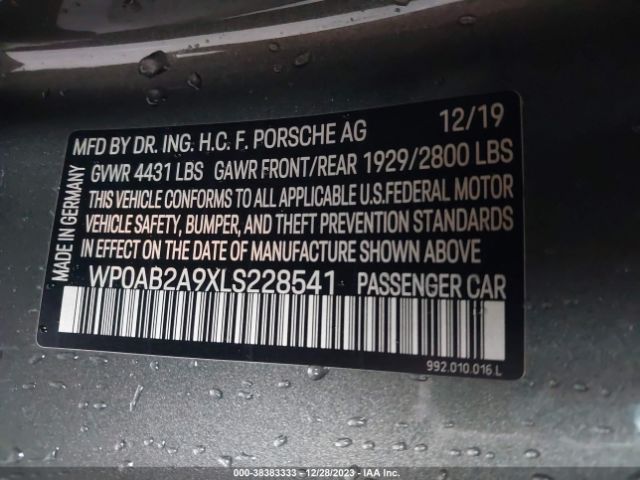 MFD BY DR. ING. H.C. F. PORSCHE AG 12/19
GVWR 4431 LBS GAWR FRONT/REAR 1929/2800 LBS
THIS VEHICLE CONFORMS TO ALL APPLICABLE U.S.FEDERAL MOTOR
VEHICLE SAFETY, BUMPER, AND THEFT PREVENTION STANDARDS
IN EFFECT ON THE DATE OF MANUFACTURE SHOWN ABOVE
WP0AB2A9XLS228541 PASSENGER CAR
MADE IN GERMANY
992.010.016 L
000-38383333 - 12/28/2023 - IAA, Inc.